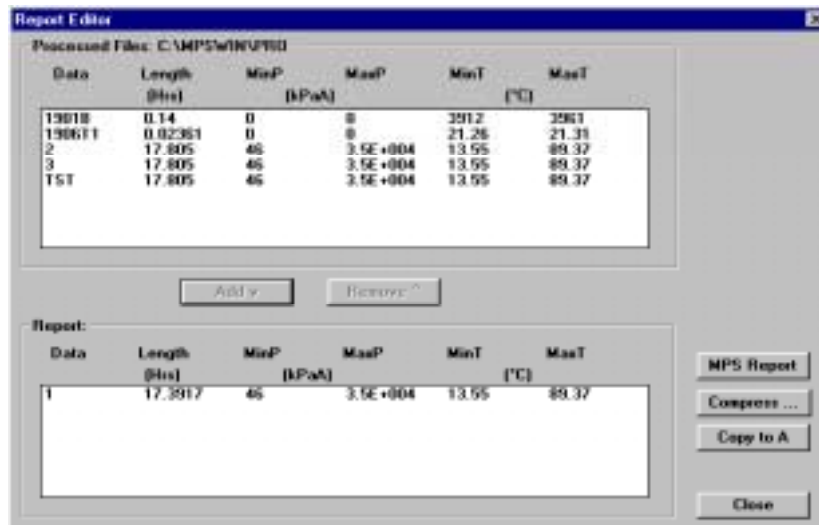 Report Editor
Processed Files: C:\MPSWIN\PRO
Data Length MinP MaxP MinT MaxT
(Hrs) (kPaA) (°C)
19010 0.14 0 0 3912 3961
1906T1 0.02361 0 0 21.26 21.31
2 17.805 46 3.5E+004 13.55 89.37
3 17.805 46 3.5E+004 13.55 89.37
TST 17.805 46 3.5E+004 13.55 89.37
Add v Remove ^
Report:
Data Length MinP MaxP MinT MaxT
(Hrs) (kPaA) (°C)
1 17.3917 46 3.5E+004 13.55 89.37
MPS Report
Compress ...
Copy to A
Close